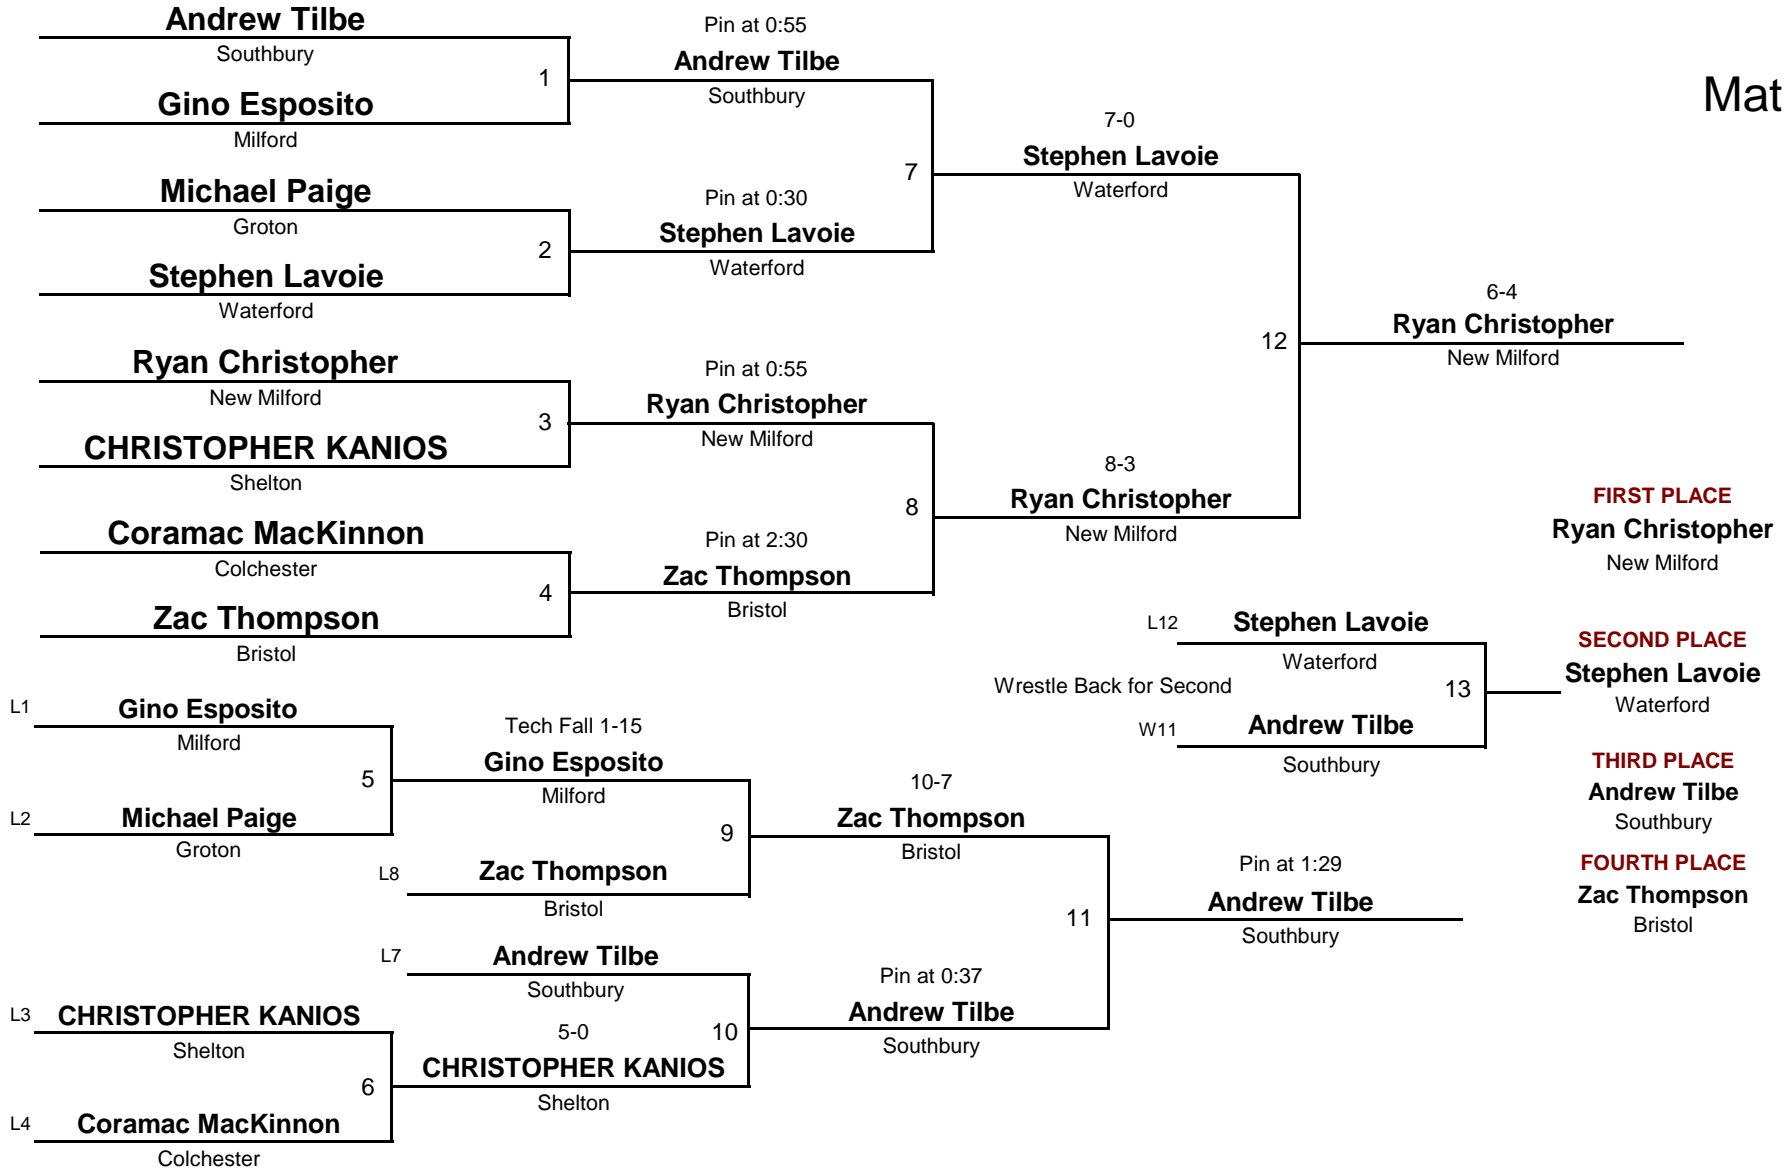 Andrew Tilbe
Southbury
1
Gino Esposito
Milford
Michael Paige
Groton
2
Stephen Lavoie
Waterford
Ryan Christopher
New Milford
3
CHRISTOPHER KANIOS
Shelton
Coramac MacKinnon
Colchester
4
Zac Thompson
Bristol
Pin at 0:55
Andrew Tilbe
Southbury
7
Pin at 0:30
Stephen Lavoie
Waterford
Pin at 0:55
Ryan Christopher
New Milford
8
Pin at 2:30
Zac Thompson
Bristol
7-0
Stephen Lavoie
Waterford
12
8-3
Ryan Christopher
New Milford
6-4
Ryan Christopher
New Milford
Mat
FIRST PLACE
Ryan Christopher
New Milford
L12 Stephen Lavoie
Waterford
Wrestle Back for Second
13
W11 Andrew Tilbe
Southbury
SECOND PLACE
Stephen Lavoie
Waterford
THIRD PLACE
Andrew Tilbe
Southbury
FOURTH PLACE
Zac Thompson
Bristol
L1 Gino Esposito
Milford
5
L2 Michael Paige
Groton
Tech Fall 1-15
Gino Esposito
Milford
9
L8 Zac Thompson
Bristol
L7 Andrew Tilbe
Southbury
10
5-0
CHRISTOPHER KANIOS
Shelton
L3 CHRISTOPHER KANIOS
Shelton
6
L4 Coramac MacKinnon
Colchester
10-7
Zac Thompson
Bristol
11
Pin at 0:37
Andrew Tilbe
Southbury
Pin at 1:29
Andrew Tilbe
Southbury